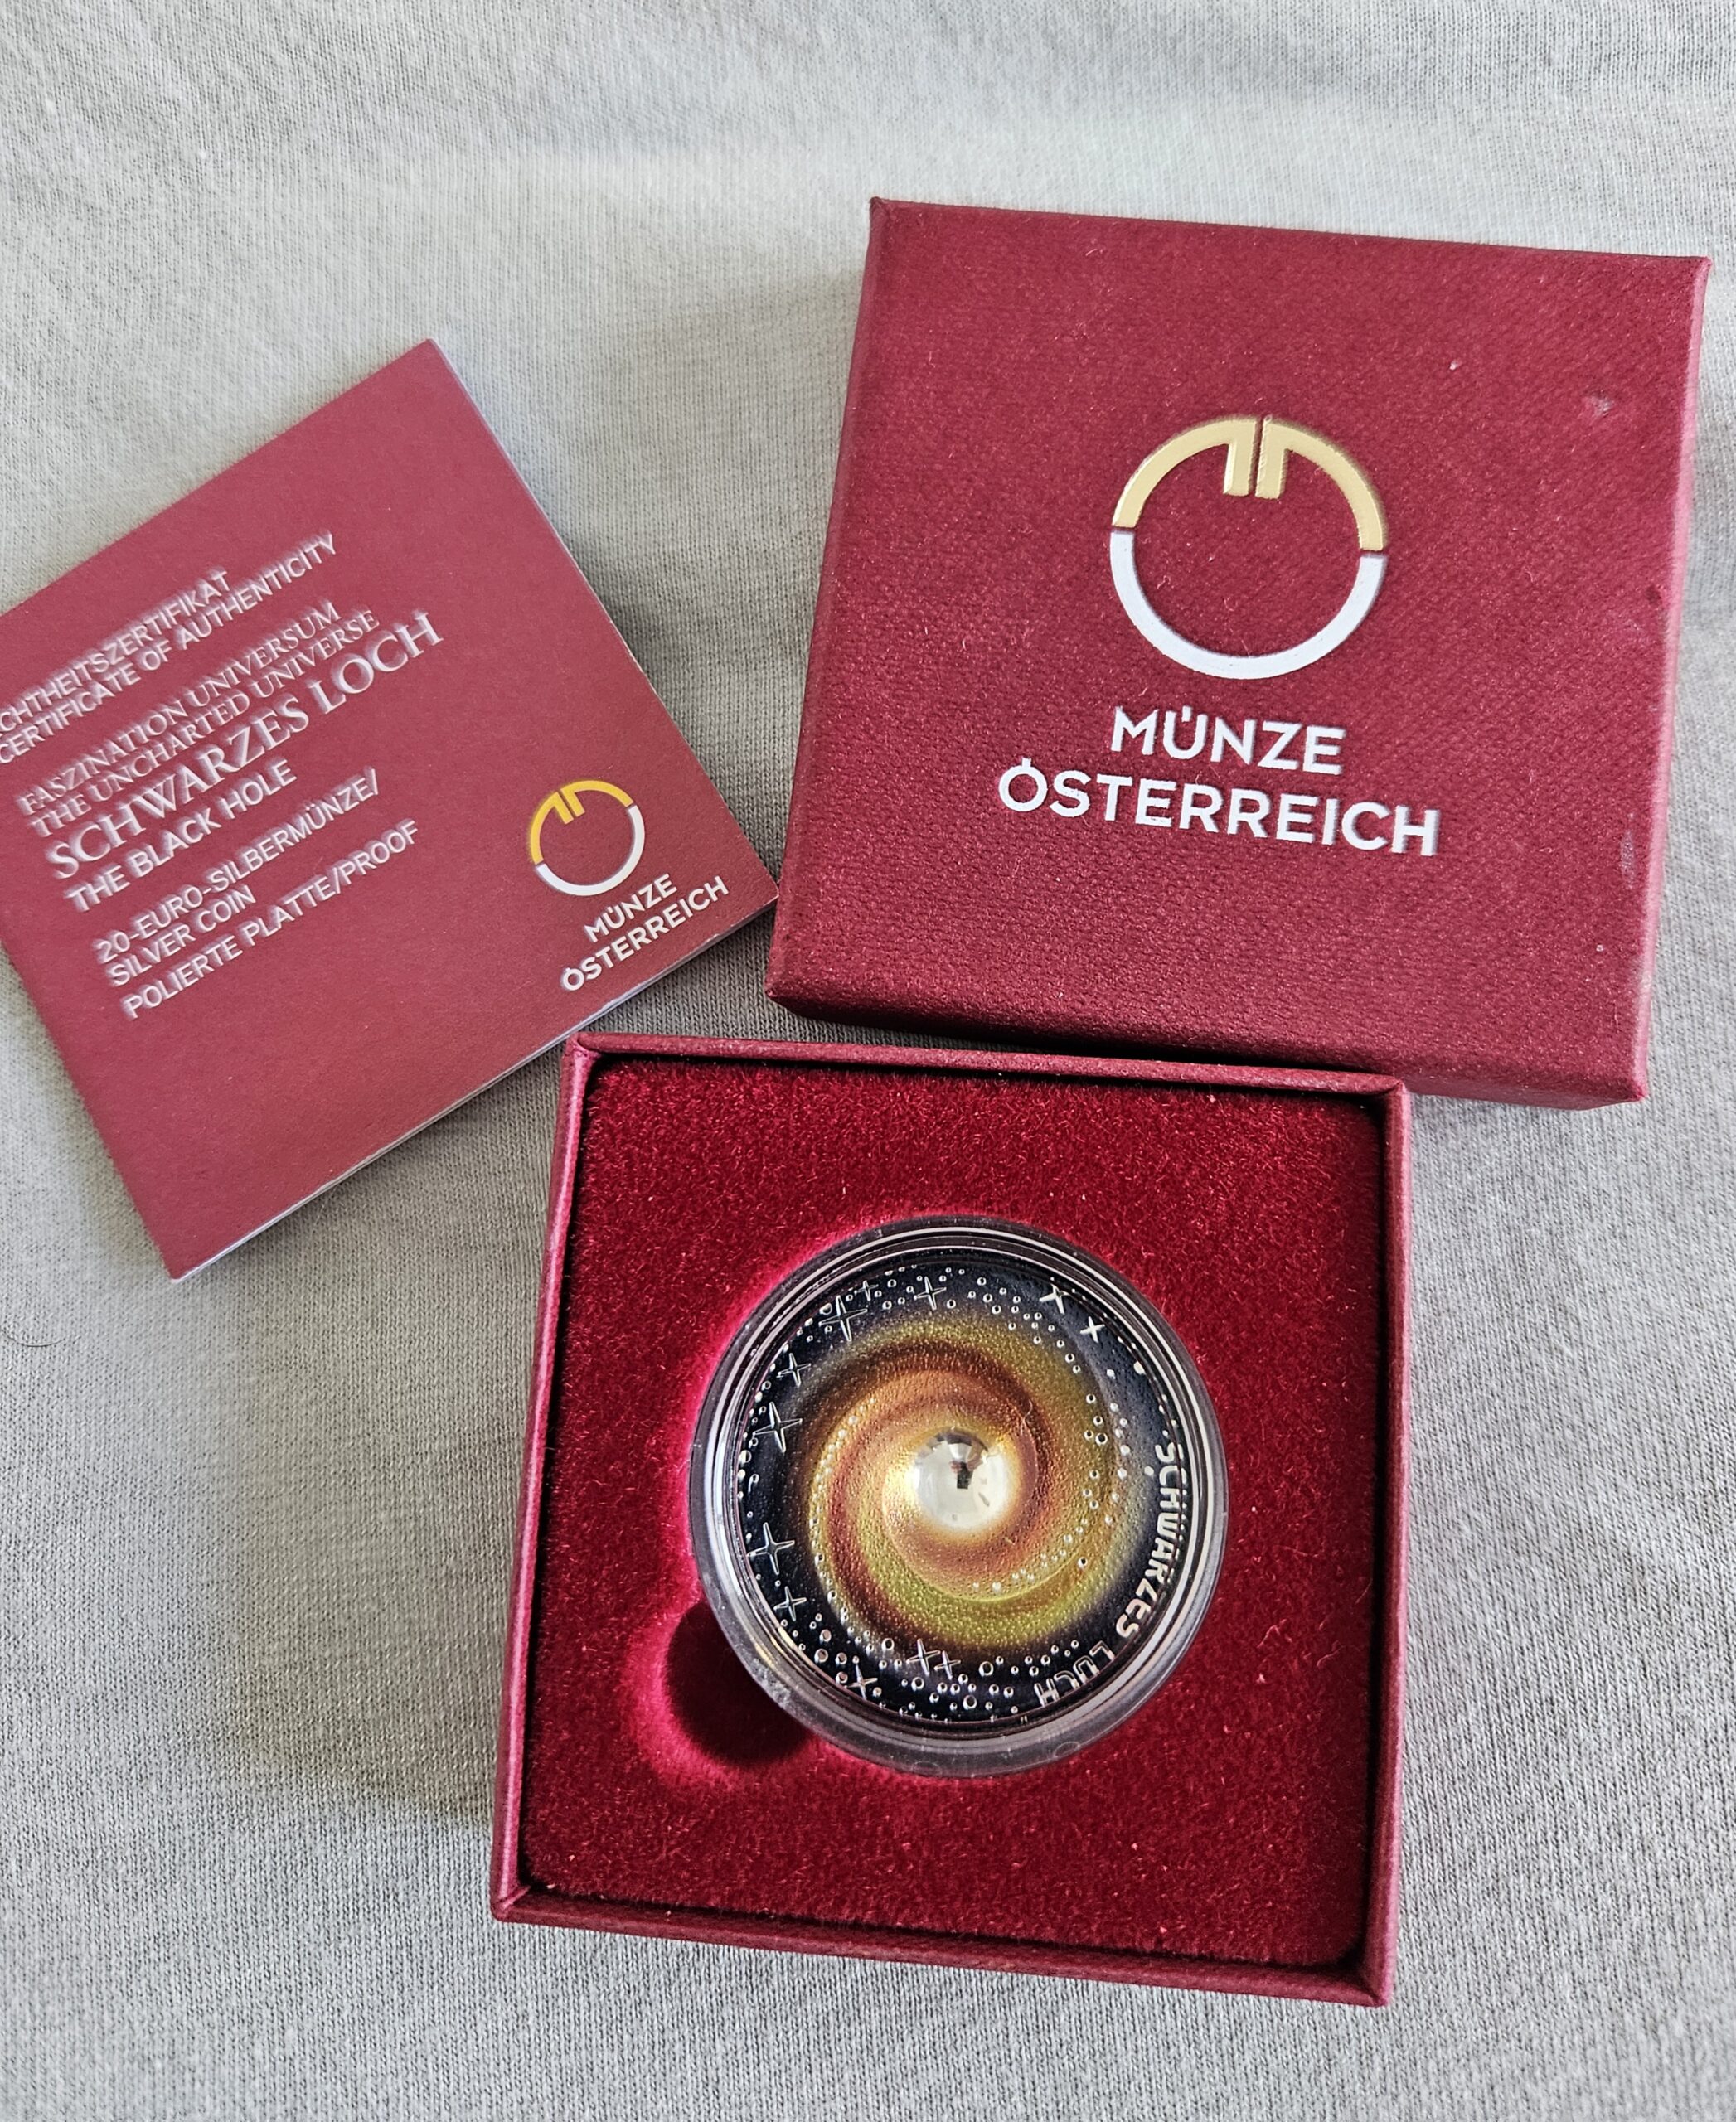 CHTHEITSZERTIFIKAT
CERTIFICATE OF AUTHENTICITY
FASZINATION UNIVERSUM
THE UNCHARTED UNIVERSE
SCHWARZES LOCH
THE BLACK HOLE
20-EURO-SILBERMÜNZE/
SILVER COIN
POLIERTE PLATTE/PROOF
MÜNZE
ÖSTERREICH
MÜNZE
ÖSTERREICH
SCHWARZES LOCH